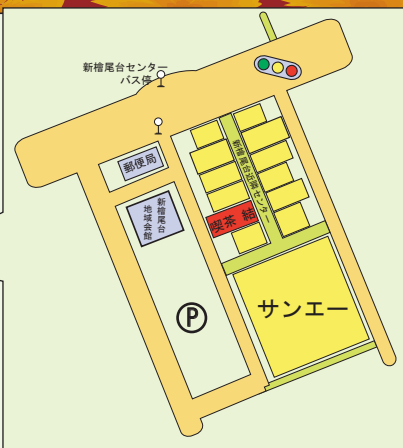 新檜尾台センター
バス停
郵便局
新檜尾台
地域会館
新檜尾台近隣センター
喫茶 結
サンエー
P